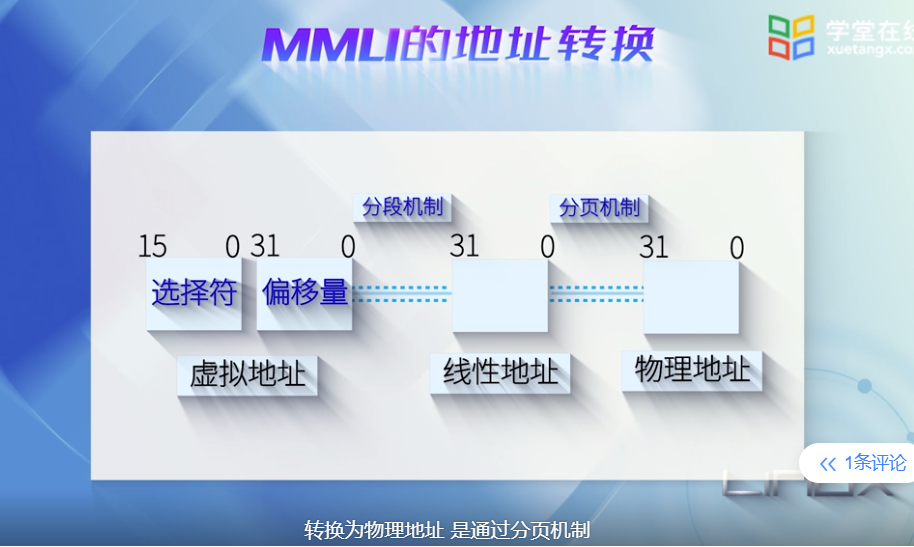 MMU的地址转换
学堂在线
xuetangx.com
分段机制
分页机制
15 0 31 0 31 0 31 0
选择符 偏移量
虚拟地址 线性地址 物理地址
1条评论
LINUX
转换为物理地址 是通过分页机制